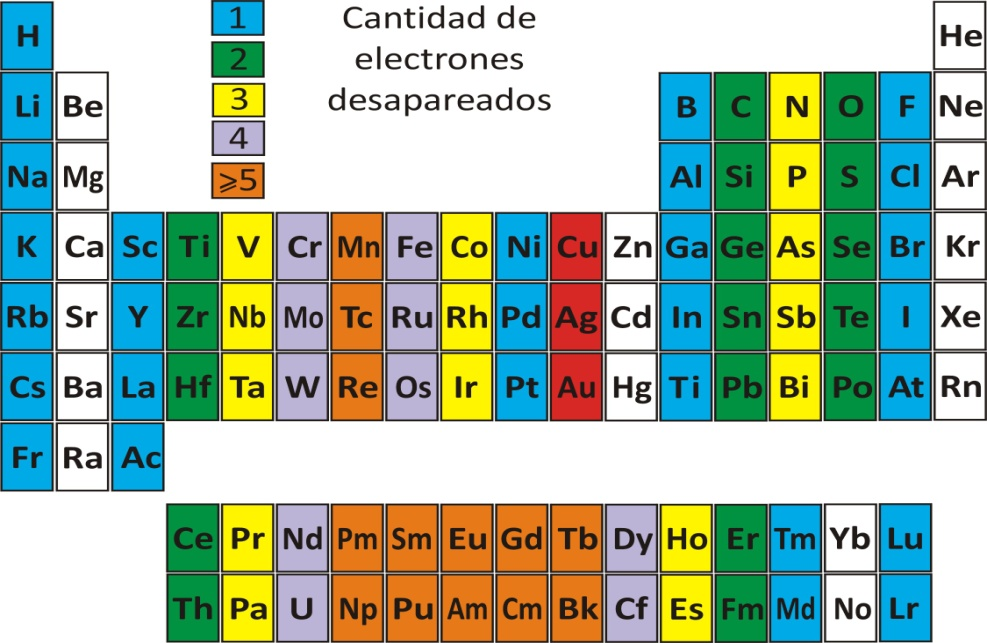 1
2
3
4
⩾5
Cantidad de
electrones
desapareados
H He
Li Be B C N O F Ne
Na Mg Al Si P S Cl Ar
K Ca Sc Ti V Cr Mn Fe Co Ni Cu Zn Ga Ge As Se Br Kr
Rb Sr Y Zr Nb Mo Tc Ru Rh Pd Ag Cd In Sn Sb Te I Xe
Cs Ba La Hf Ta W Re Os Ir Pt Au Hg Ti Pb Bi Po At Rn
Fr Ra Ac
Ce Pr Nd Pm Sm Eu Gd Tb Dy Ho Er Tm Yb Lu
Th Pa U Np Pu Am Cm Bk Cf Es Fm Md No Lr